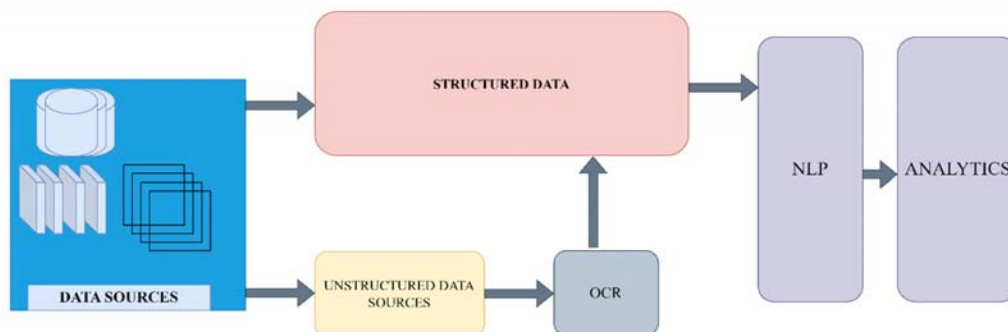 STRUCTURED DATA
NLP
ANALYTICS
DATA SOURCES
UNSTRUCTURED DATA
SOURCES
OCR